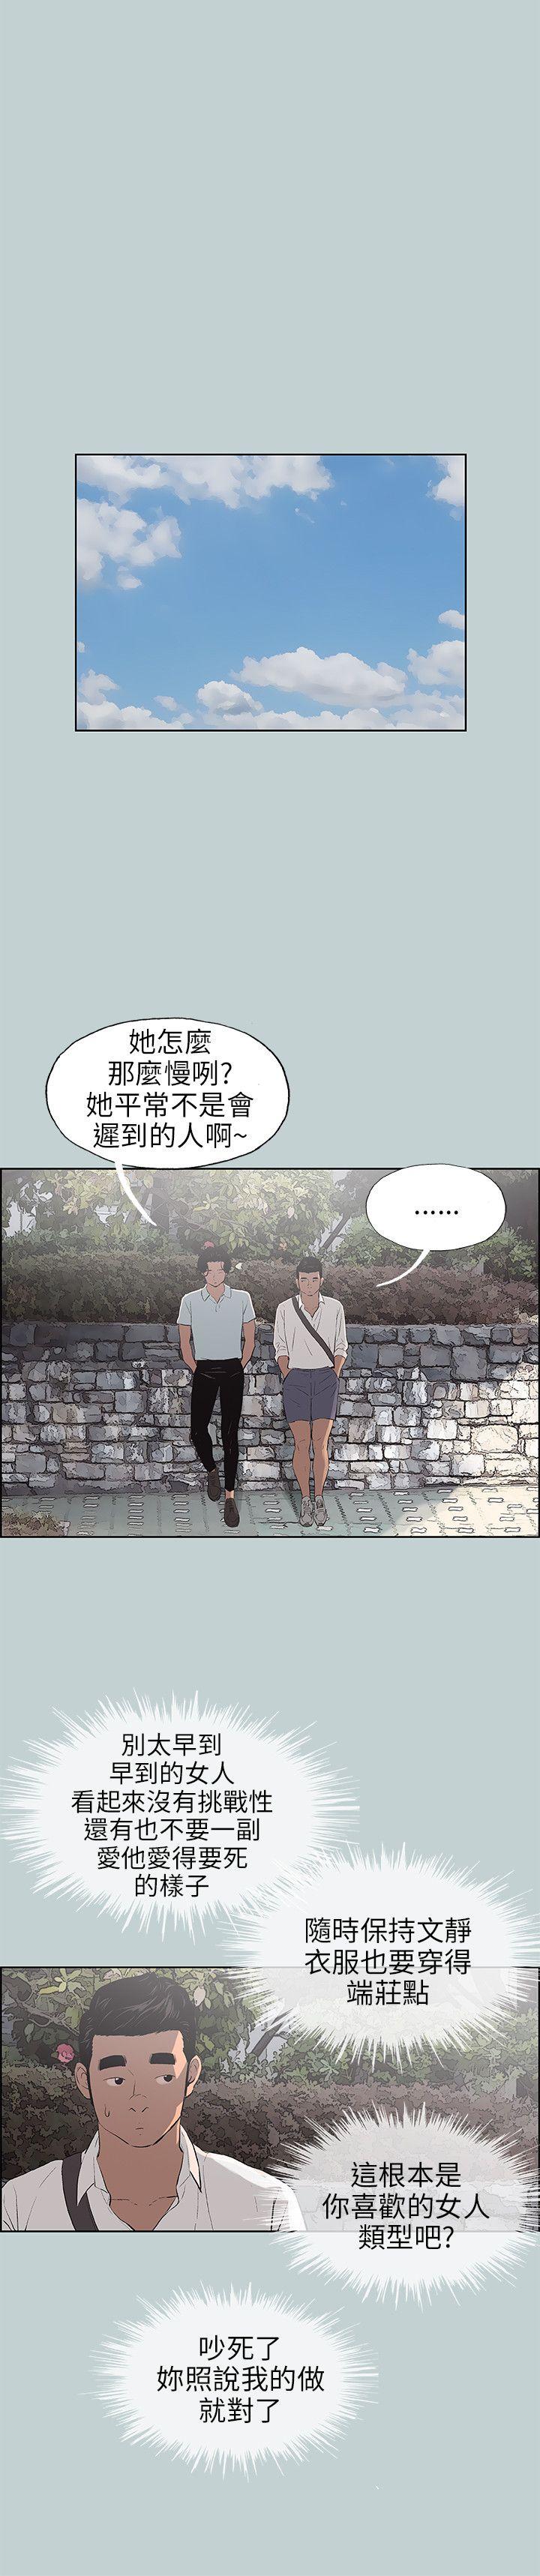 她怎麼
那麼慢咧?
她平常不是會
遲到的人啊~
······
別太早到
早到的女人
看起來沒有挑戰性
還有也不要一副
愛他愛得要死
的樣子
隨時保持文靜
衣服也要穿得
端莊點
這根本是
你喜歡的女人
類型吧?
吵死了
妳照說我的做
就對了